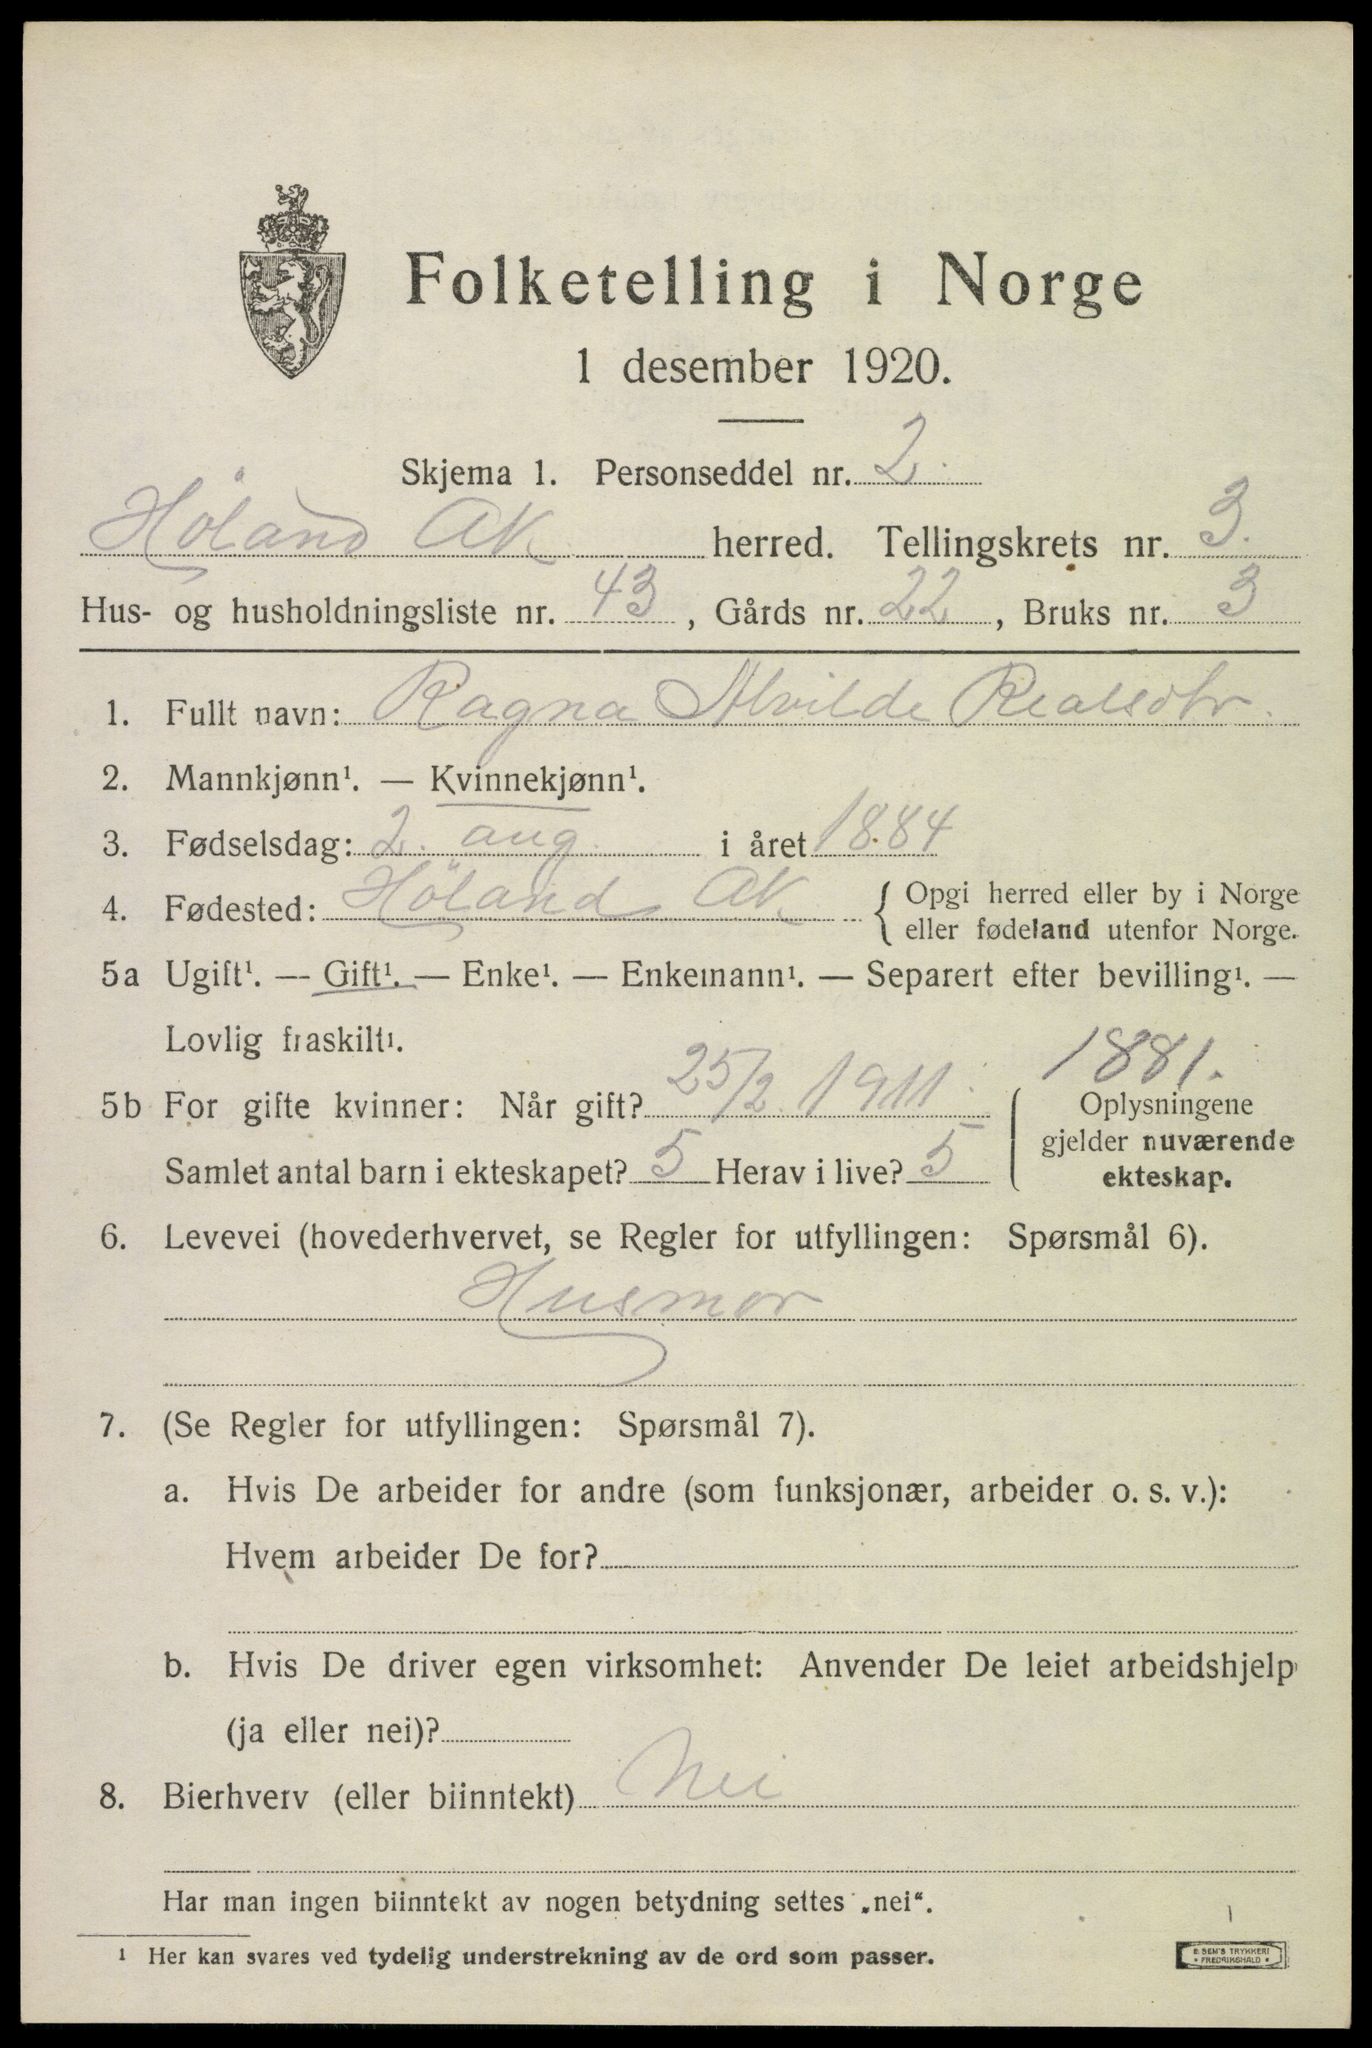 Folketelling i Norge
1 desember 1920.
Skjema 1. Personseddel nr. 2.
Høland AK herred. Tellingskrets nr. 3.
Hus- og husholdningsliste nr. 43, Gårds nr. 22, Bruks nr. 3
1. Fullt navn: Ragna Alvilde
2. Mannkjønn¹. — Kvinnekjønn¹.
3. Fødselsdag: 2. aug. i året 1884
4. Fødested: Høland AK { Opgi herred eller by i Norge
eller fødeland utenfor Norge.
5a Ugift¹. — Gift¹. — Enke¹. — Enkemann¹. — Separert efter bevilling¹. —
Lovlig fraskilt¹.
1881.
5b For gifte kvinner: Når gift? 25/2 1911. Oplysningene
gjelder nuværende
Samlet antal barn i ekteskapet? 5 Herav i live? 5 ekteskap.
6. Levevei (hovederhvervet, se Regler for utfyllingen: Spørsmål 6).
Husmor
7. (Se Regler for utfyllingen: Spørsmål 7).
a. Hvis De arbeider for andre (som funksjonær, arbeider o. s. v.):
Hvem arbeider De for?
b. Hvis De driver egen virksomhet: Anvender De leiet arbeidshjelp
(ja eller nei)?
8. Bierhverv (eller biinntekt) Nei
Har man ingen biinntekt av nogen betydning settes „nei“.
¹ Her kan svares ved tydelig understrekning av de ord som passer.
E. SEM'S TRYKKERI
• FREDRIKSHALD •